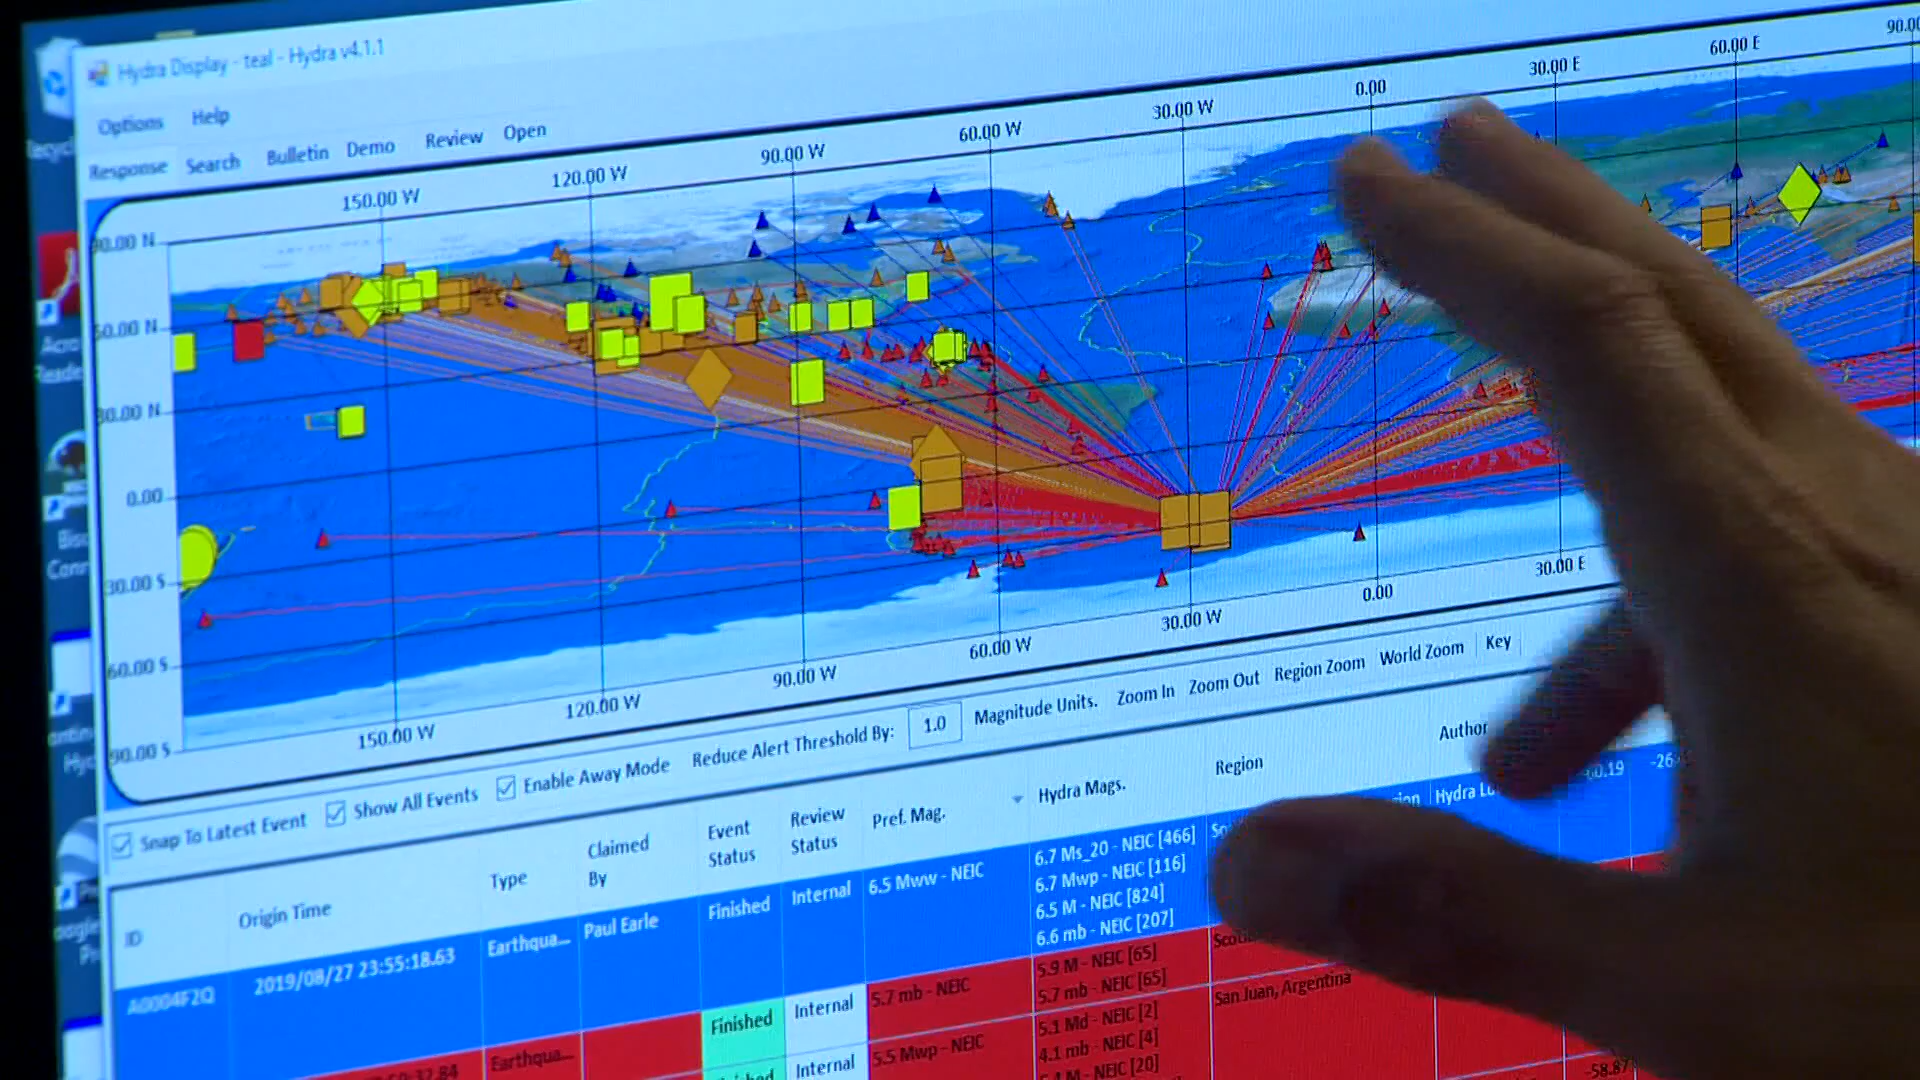 Hydra Display - teal - Hydra v4.1.1
Options Help
Response Search Bulletin Demo Review Open
150.00 W 120.00 W 90.00 W 60.00 W 30.00 W 0.00 30.00 E 60.00 E
30.00 N
0.00
30.00 S
60.00 S
90.00 S
150.00 W 120.00 W 90.00 W 60.00 W 30.00 W 0.00 30.00 E
Snap To Latest Event Show All Events Enable Away Mode Reduce Alert Threshold By: 1.0 Magnitude Units. Zoom In Zoom Out Region Zoom World Zoom Key
ID Origin Time Type Claimed By Event Status Review Status Pref. Mag. Hydra Mags. Region Author
A0004F2Q 2019/08/27 23:55:18.63 Earthqua... Paul Earle Finished Internal 6.5 Mww - NEIC
6.7 Ms_20 - NEIC [466]
6.7 Mwp - NEIC [116]
6.5 M - NEIC [824]
6.6 mb - NEIC [207]
Earthqua... Finished Internal 5.7 mb - NEIC
5.9 M - NEIC [65]
5.7 mb - NEIC [65]
Internal 5.5 Mwp - NEIC
5.1 Md - NEIC [2]
4.1 mb - NEIC [4]
San Juan, Argentina
-58.87